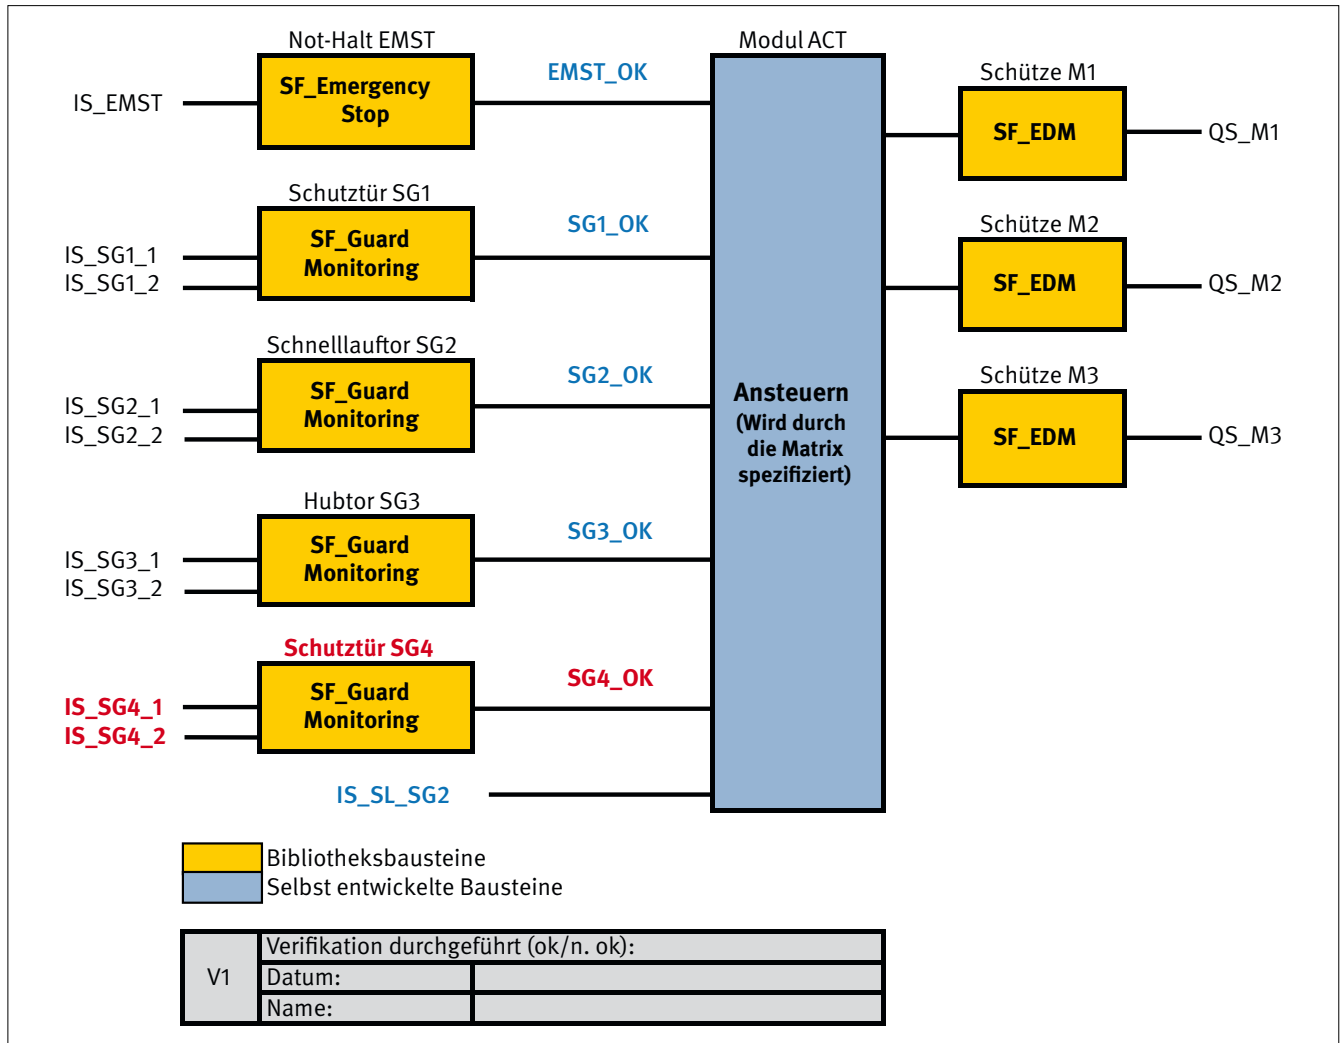 Not-Halt EMST
Modul ACT
IS_EMST
SF_Emergency
Stop
EMST_OK
Schütze M1
SF_EDM
QS_M1
Schutztür SG1
IS_SG1_1
IS_SG1_2
SF_Guard
Monitoring
SG1_OK
Schütze M2
SF_EDM
QS_M2
Schnelllauftor SG2
IS_SG2_1
IS_SG2_2
SF_Guard
Monitoring
SG2_OK
Ansteuern
(Wird durch
die Matrix
spezifiziert)
Schütze M3
SF_EDM
QS_M3
Hubtor SG3
IS_SG3_1
IS_SG3_2
SF_Guard
Monitoring
SG3_OK
Schutztür SG4
IS_SG4_1
IS_SG4_2
SF_Guard
Monitoring
SG4_OK
IS_SL_SG2
Bibliotheksbausteine
Selbst entwickelte Bausteine
V1
Verifikation durchgeführt (ok/n. ok):
Datum:
Name: